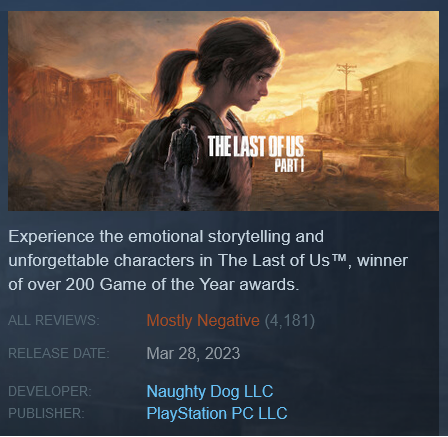 THE LAST OF US
PART I
Experience the emotional storytelling and
unforgettable characters in The Last of Us™, winner
of over 200 Game of the Year awards.
ALL REVIEWS: Mostly Negative (4,181)
RELEASE DATE: Mar 28, 2023
DEVELOPER: Naughty Dog LLC
PUBLISHER: PlayStation PC LLC